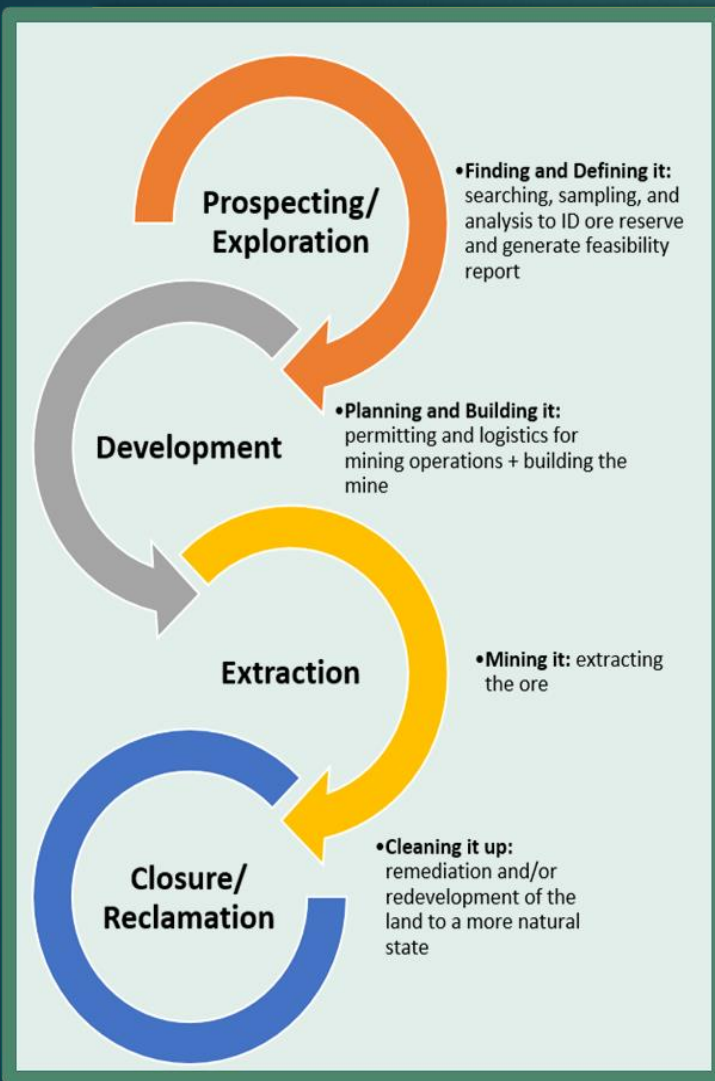 Prospecting/
Exploration
•Finding and Defining it:
searching, sampling, and
analysis to ID ore reserve
and generate feasibility
report
Development
•Planning and Building it:
permitting and logistics for
mining operations + building the
mine
Extraction
•Mining it: extracting
the ore
Closure/
Reclamation
•Cleaning it up:
remediation and/or
redevelopment of the
land to a more natural
state